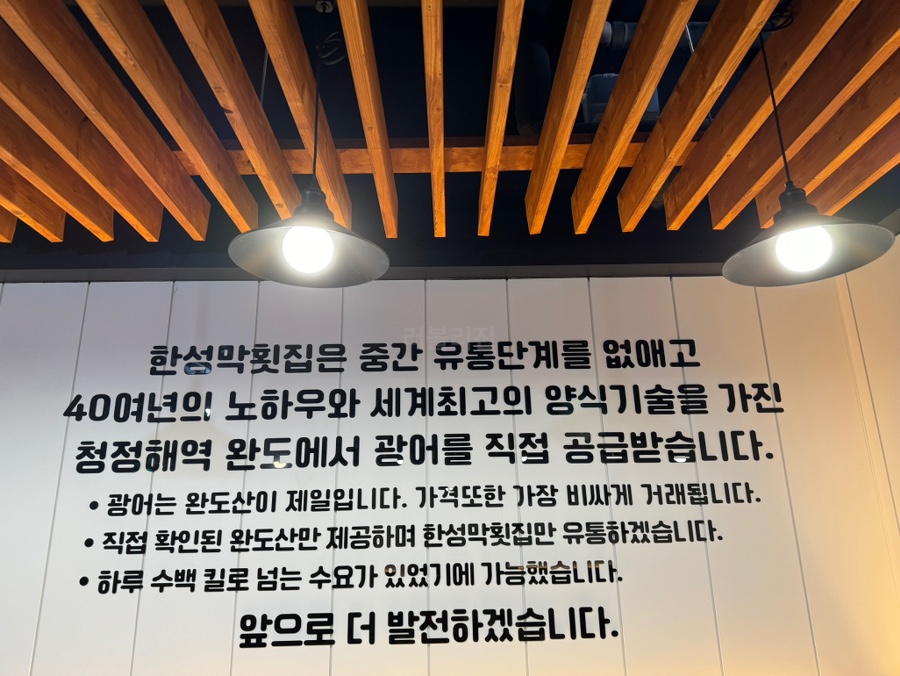 러블리진
한성막횟집은 중간 유통단계를 없애고
40여년의 노하우와 세계최고의 양식기술을 가진
청정해역 완도에서 광어를 직접 공급받습니다.
• 광어는 완도산이 제일입니다. 가격또한 가장 비싸게 거래됩니다.
• 직접 확인된 완도산만 제공하며 한성막횟집만 유통하겠습니다.
• 하루 수백 킬로 넘는 수요가 있었기에 가능했습니다.
앞으로 더 발전하겠습니다.